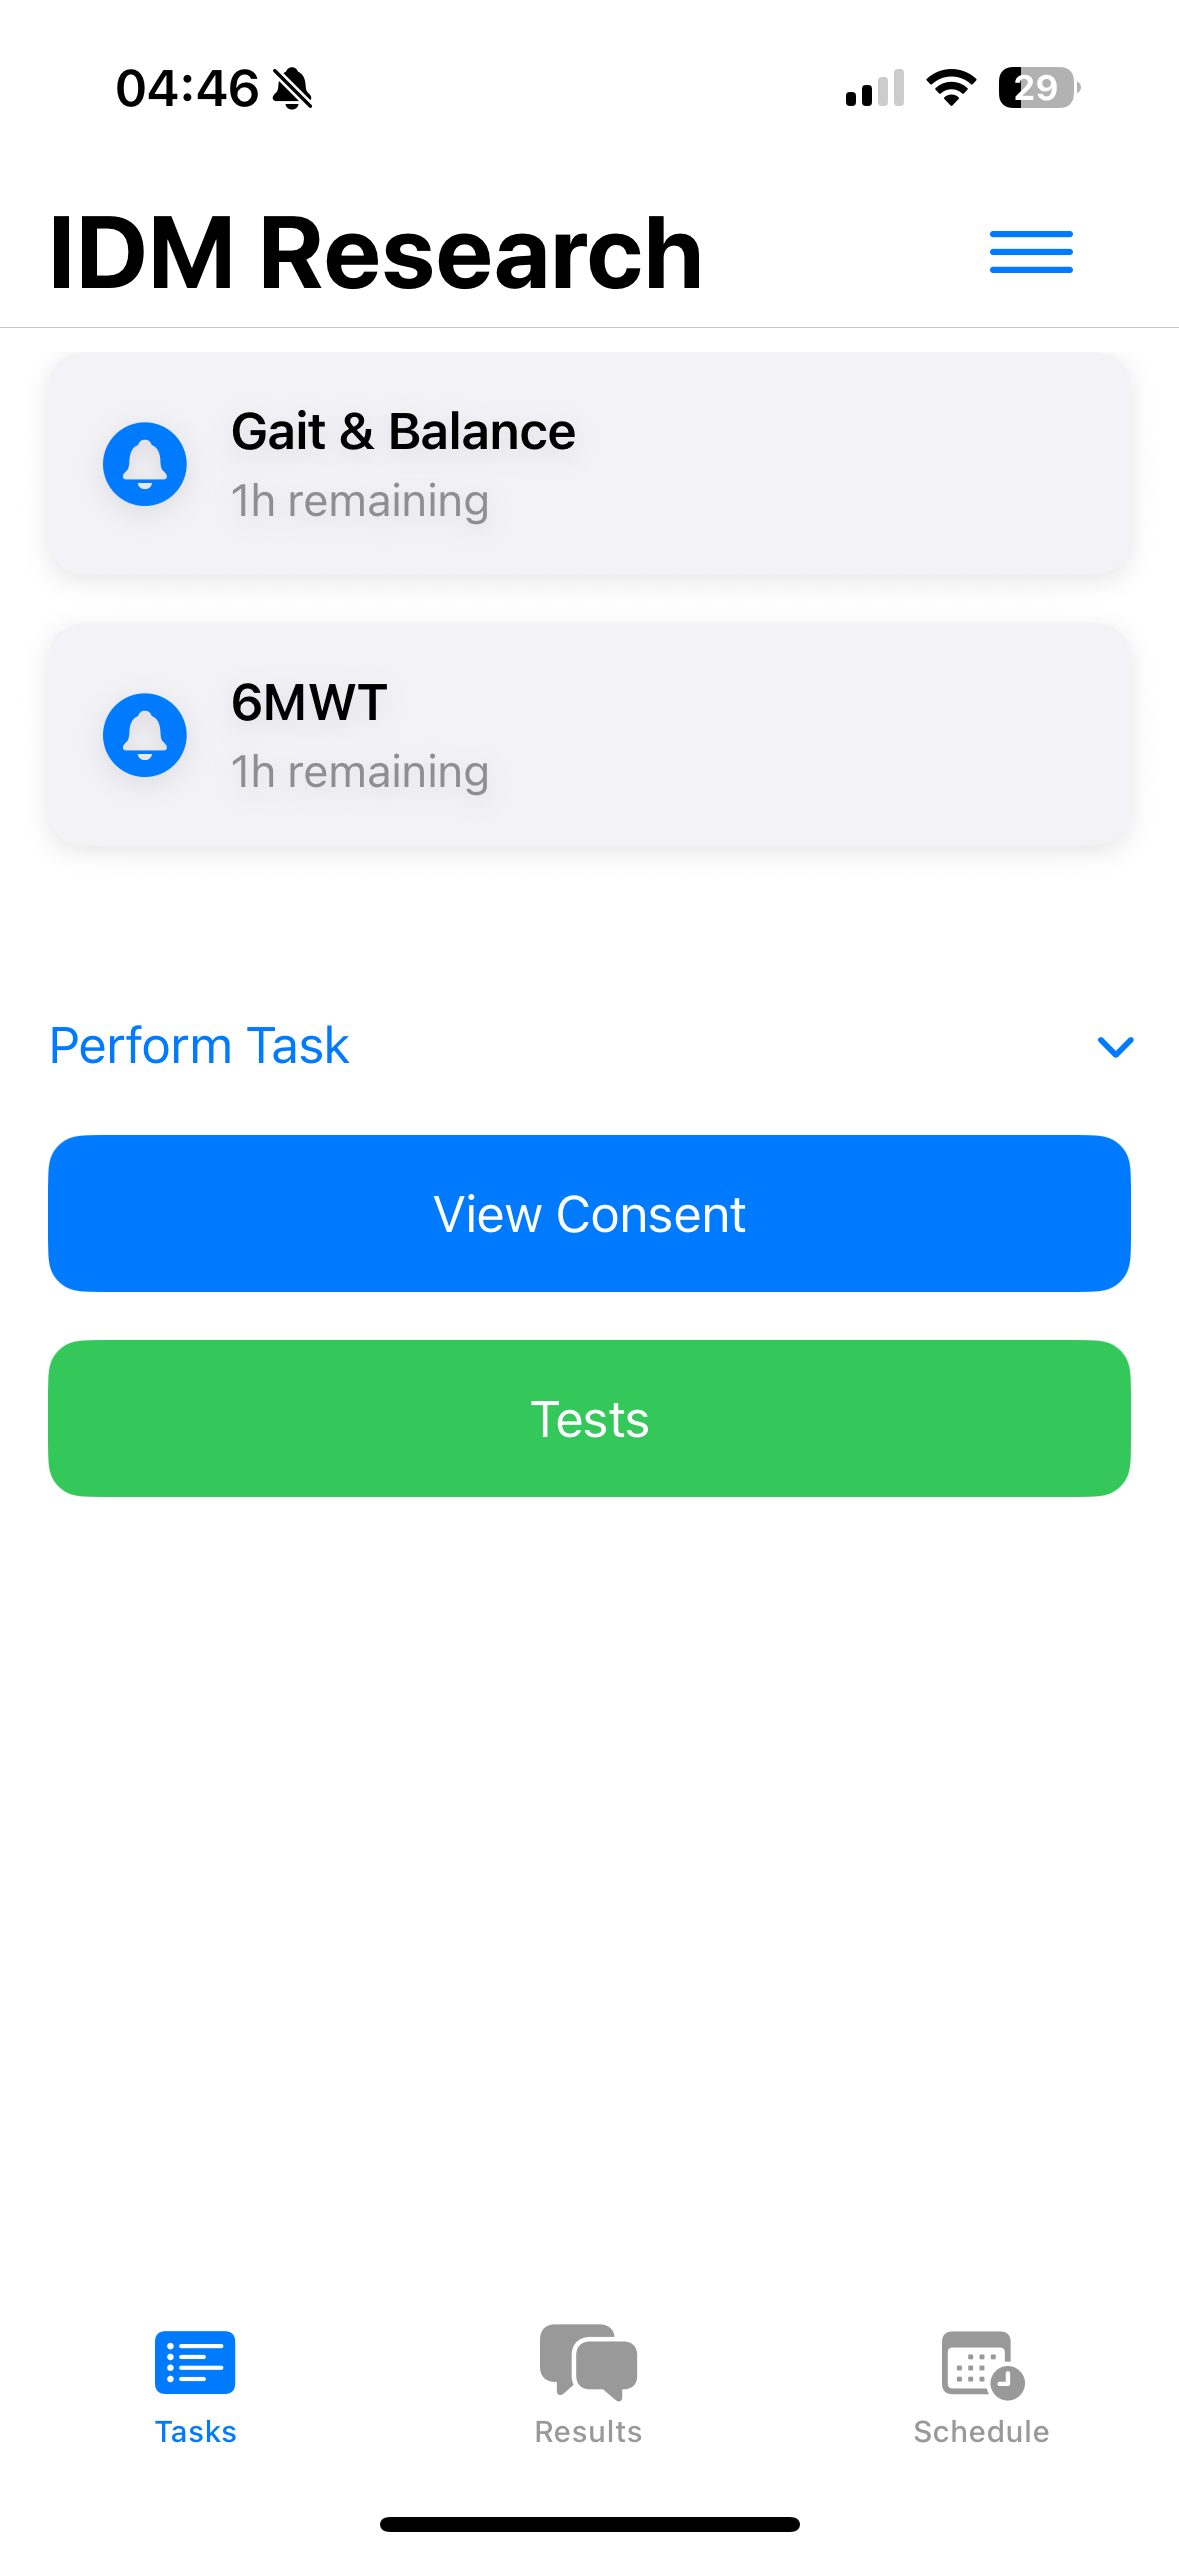 04:46
29
IDM Research
Gait & Balance
1h remaining
6MWT
1h remaining
Perform Task
View Consent
Tests
Tasks
Results
Schedule